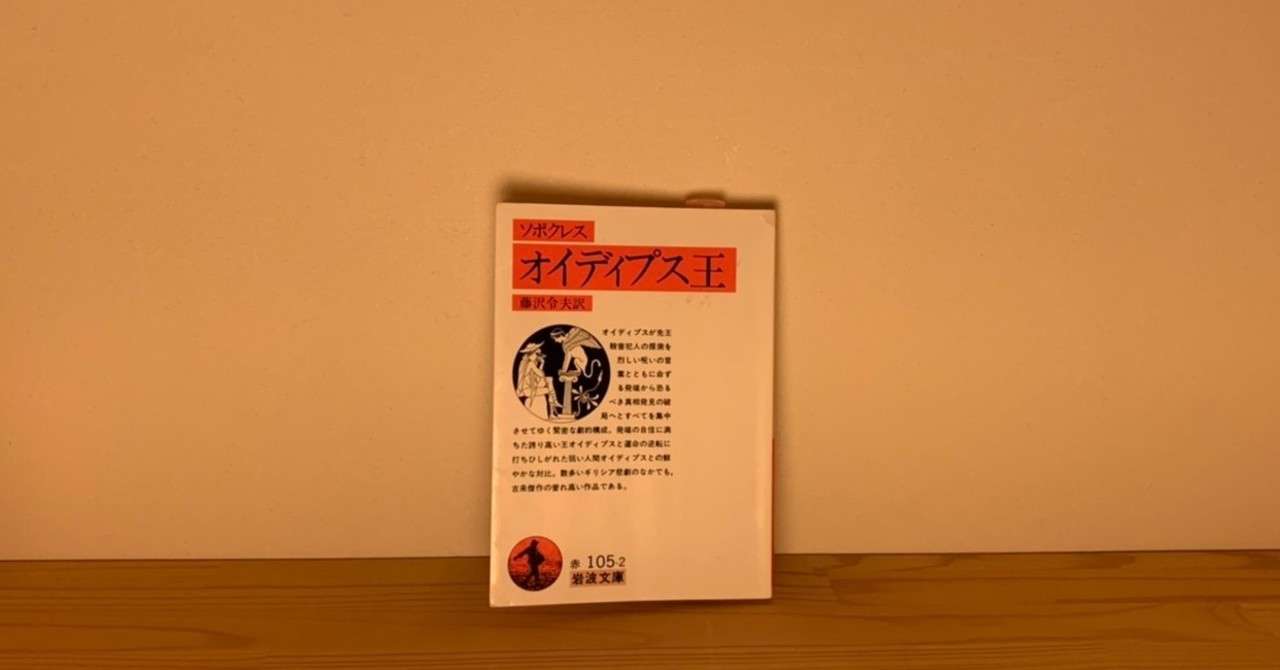 ソポクレス
オイディプス王
藤沢令夫訳
オイディプスが先王
殺害犯人の探索を
烈しい呪いの言
葉とともに命ず
る発端から恐る
べき真相発見の破
局へとすべてを集中
させてゆく緊密な劇的構成。発端の自信に満
ちた誇り高い王オイディプスと運命の逆転に
打ちひしがれた弱い人間オイディプスとの鮮
やかな対比。数多いギリシア悲劇のなかでも、
古来傑作の誉れ高い作品である。
赤 105-2
岩波文庫